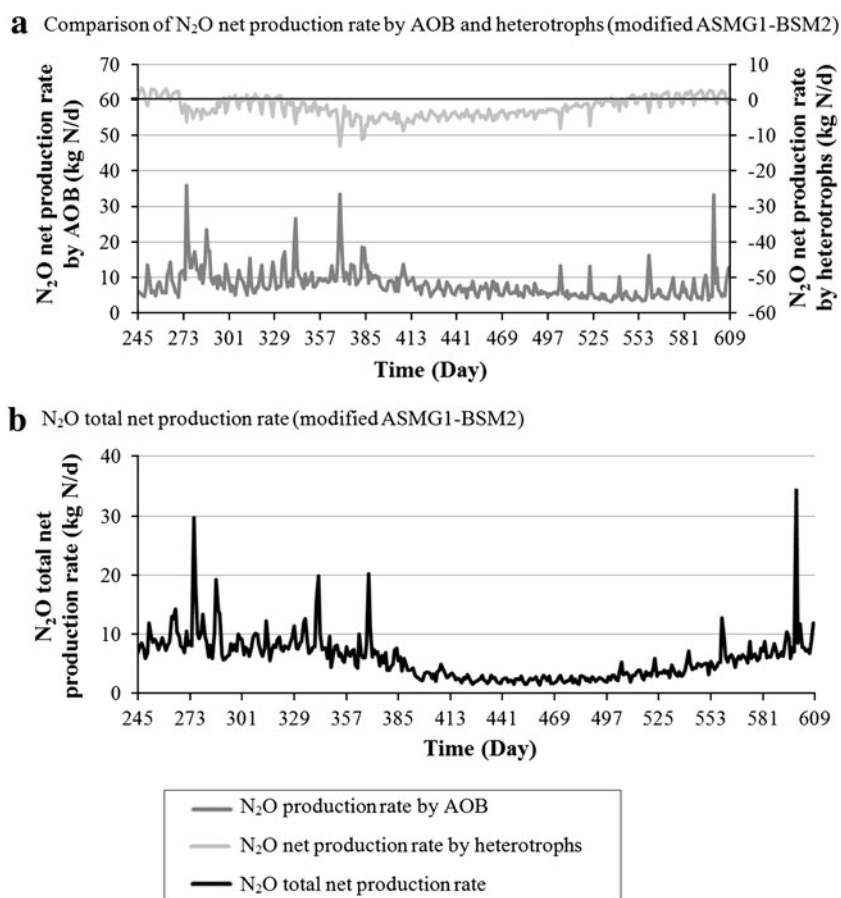 a Comparison of N₂O net production rate by AOB and heterotrophs (modified ASMG1-BSM2)
N₂O net production rate
by AOB (kg N/d)
70
60
50
40
30
20
10
0
10
0
-10
-20
-30
-40
-50
-60
N₂O net production rate
by heterotrophs (kg N/d)
245 273 301 329 357 385 413 441 469 497 525 553 581 609
Time (Day)
b N₂O total net production rate (modified ASMG1-BSM2)
N₂O total net
production rate (kg N/d)
40
30
20
10
0
245 273 301 329 357 385 413 441 469 497 525 553 581 609
Time (Day)
N₂O production rate by AOB
N₂O net production rate by heterotrophs
N₂O total net production rate